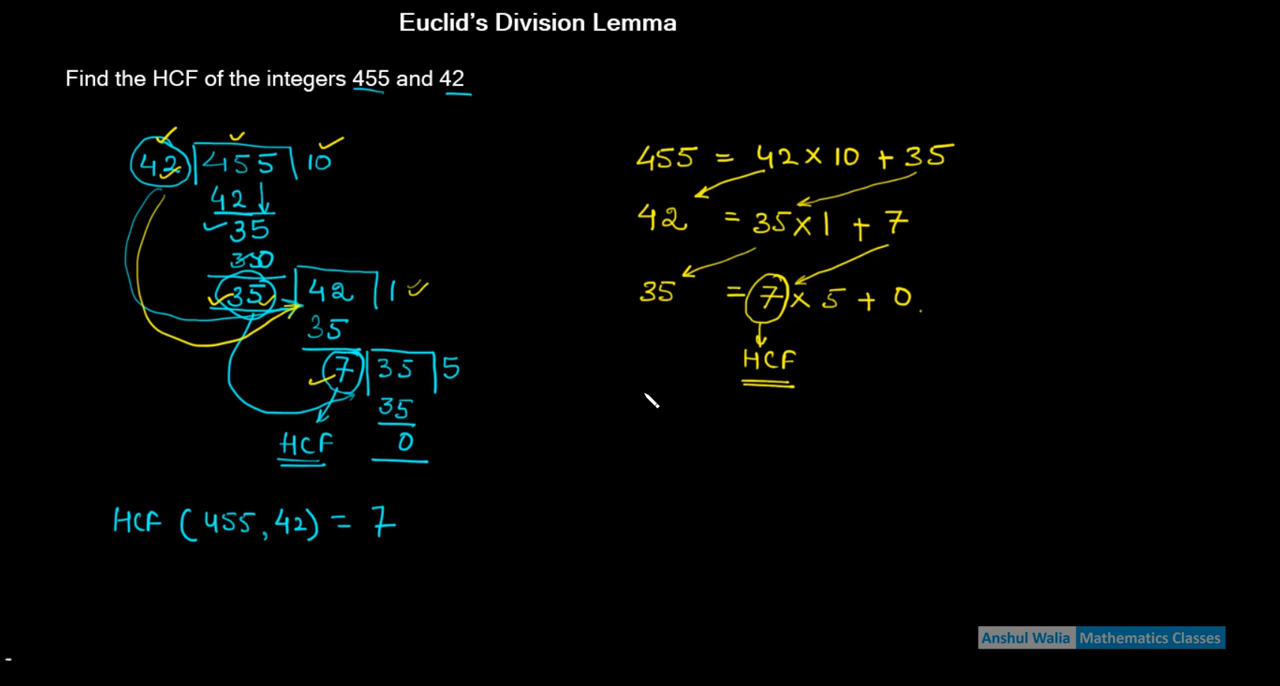 Euclid's Division Lemma
Find the HCF of the integers 455 and 42
42 455 10
42
35
350
35 42 1
35
7 35 5
35
HCF 0
HCF (455, 42) = 7
455 = 42 × 10 + 35
42 = 35 × 1 + 7
35 = 7 × 5 + 0.
HCF
Anshul Walia Mathematics Classes